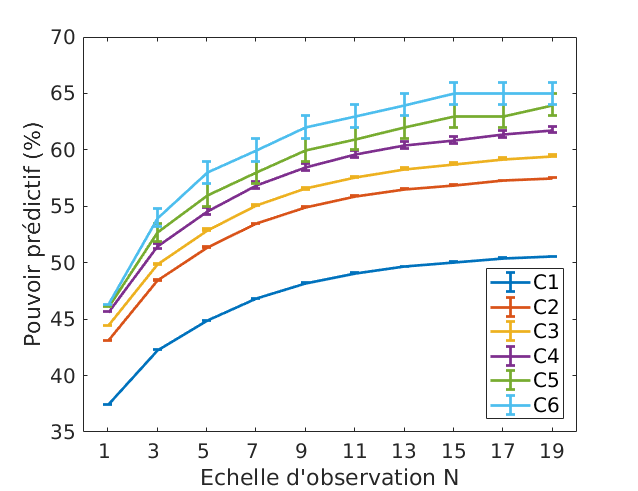 70
65
60
55
50
45
40
35
Pouvoir prédictif (%)
C1
C2
C3
C4
C5
C6
1 3 5 7 9 11 13 15 17 19
Echelle d'observation N